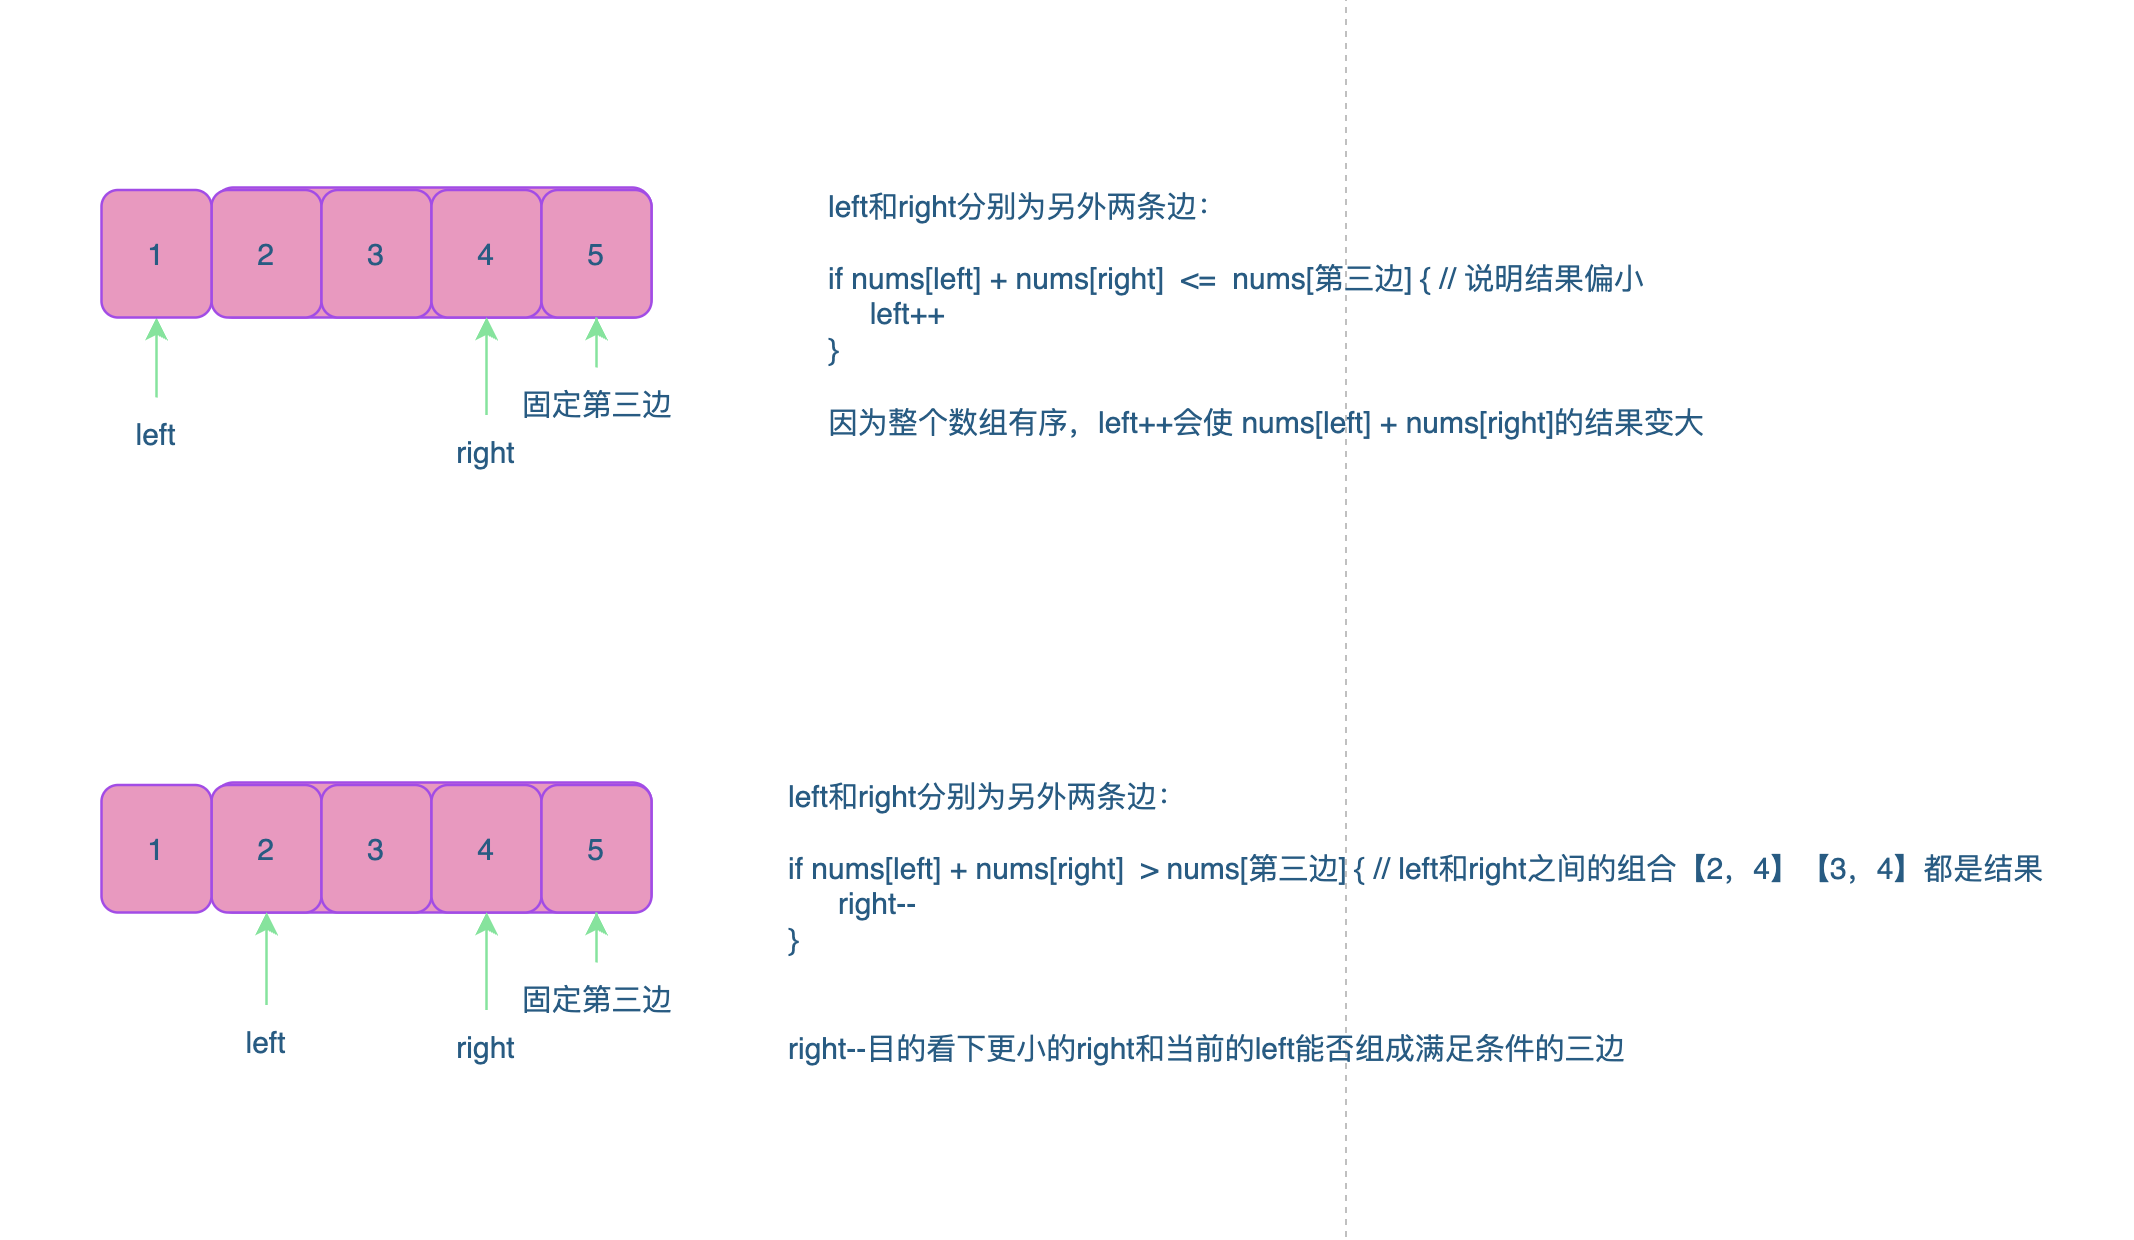 1 2 3 4 5
left
right
固定第三边
left和right分别为另外两条边：
if nums[left] + nums[right] <= nums[第三边] { // 说明结果偏小
left++
}
因为整个数组有序，left++会使 nums[left] + nums[right]的结果变大
1 2 3 4 5
left
right
固定第三边
left和right分别为另外两条边：
if nums[left] + nums[right] > nums[第三边] { // left和right之间的组合【2，4】【3，4】都是结果
right--
}
right--目的看下更小的right和当前的left能否组成满足条件的三边